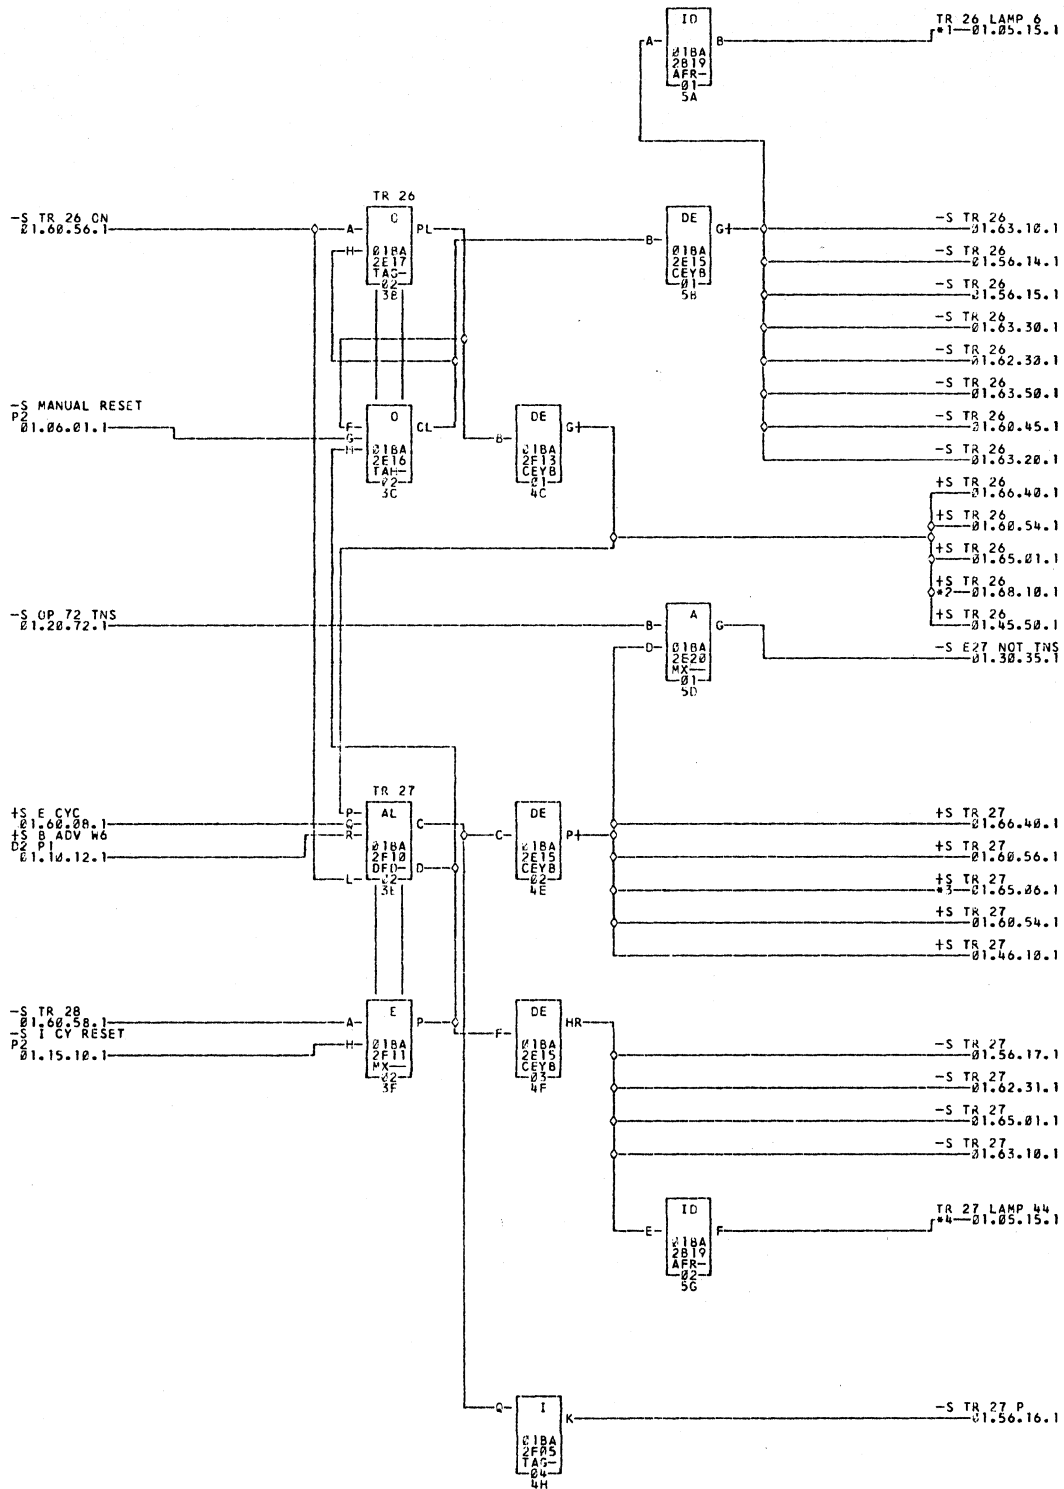 ID
TR 26 LAMP 6
A- B *1—01.05.15.1
01BA
2B19
AFR-
01
5A
TR 26
-S TR 26 ON
01.60.56.1
A- O PL
H-
01BA
2E17
TAG-
02
3B
DE
B- G+
01BA
2E15
CEYB
01
5B
-S TR 26
01.63.10.1
-S TR 26
01.56.14.1
-S TR 26
01.56.15.1
-S TR 26
01.63.30.1
-S TR 26
01.62.30.1
-S TR 26
01.63.50.1
-S TR 26
01.60.45.1
-S TR 26
01.63.20.1
-S MANUAL RESET
P2
01.06.01.1
F- O CL
G-
H-
01BA
2E16
TAH-
02
3C
DE
B- G+
01BA
2F13
CEYB
01
4C
+S TR 26
01.66.40.1
+S TR 26
01.60.54.1
+S TR 26
01.65.01.1
+S TR 26
*2—01.68.10.1
+S TR 26
01.45.50.1
-S OP 72 TNS
01.20.72.1
A
B- G
D-
01BA
2E20
MX——
01
5D
-S E27 NOT TNS
01.30.35.1
TR 27
+S E CYC
01.60.08.1
+S B ADV W6
D2 P1
01.10.12.1
P- AL
Q- C
R-
01BA
2F10
DFD- D
L- 02
3E
DE
C- P+
01BA
2E15
CEYB
02
4E
+S TR 27
01.66.40.1
+S TR 27
01.60.56.1
+S TR 27
*3—01.65.06.1
+S TR 27
01.60.54.1
+S TR 27
01.46.10.1
-S TR 28
01.60.58.1
-S I CY RESET
P2
01.15.10.1
A- E P
H-
01BA
2F11
MX——
02
3F
DE HR
F-
01BA
2E15
CEYB
03
4F
-S TR 27
01.56.17.1
-S TR 27
01.62.31.1
-S TR 27
01.65.01.1
-S TR 27
01.63.10.1
ID
E- F
01BA
2B19
AFR-
02
5G
TR 27 LAMP 44
*4—01.05.15.1
Q- I K
01BA
2F05
TAG-
04
4H
-S TR 27 P
01.56.16.1